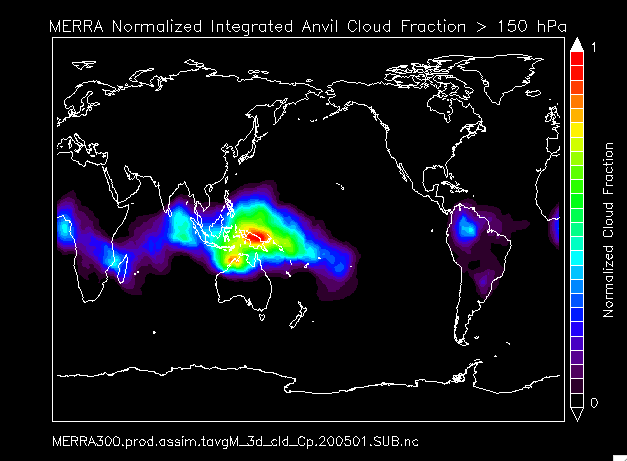 MERRA Normalized Integrated Anvil Cloud Fraction > 150 hPa
1
Normalized Cloud Fraction
0
MERRA300.prod.assim.tavgM_3d_cld_Cp.200501.SUB.nc